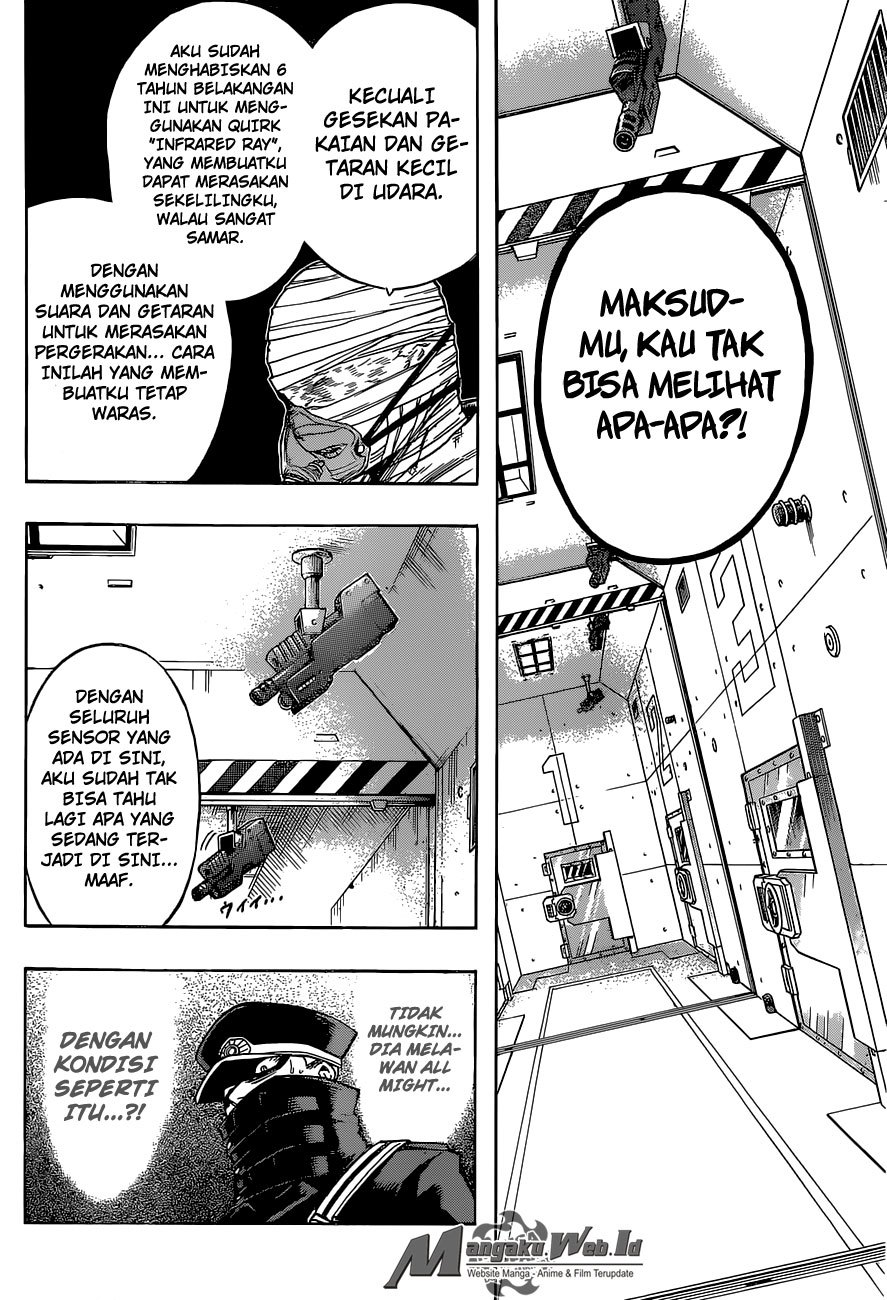 MAKSUD-
MU, KAU TAK
BISA MELIHAT
APA-APA?!
3
2
1
KECUALI
GESEKAN PA-
KAIAN DAN GE-
TARAN KECIL
DI UDARA.
AKU SUDAH
MENGHABISKAN 6
TAHUN BELAKANGAN
INI UNTUK MENG-
GUNAKAN QUIRK
"INFRARED RAY",
YANG MEMBUATKU
DAPAT MERASAKAN
SEKELILINGKU,
WALAU SANGAT
SAMAR.
DENGAN
MENGGUNAKAN
SUARA DAN GETARAN
UNTUK MERASAKAN
PERGERAKAN... CARA
INILAH YANG MEM-
BUATKU TETAP
WARAS.
DENGAN
SELURUH
SENSOR YANG
ADA DI SINI,
AKU SUDAH TAK
BISA TAHU
LAGI APA YANG
SEDANG TER-
JADI DI SINI...
MAAF.
ウィィ...
TIDAK
MUNGKIN...
DIA MELA-
WAN ALL
MIGHT...
DENGAN
KONDISI
SEPERTI
ITU...?!
Mangaku.Web.Id
Website Manga - Anime & Film Terupdate